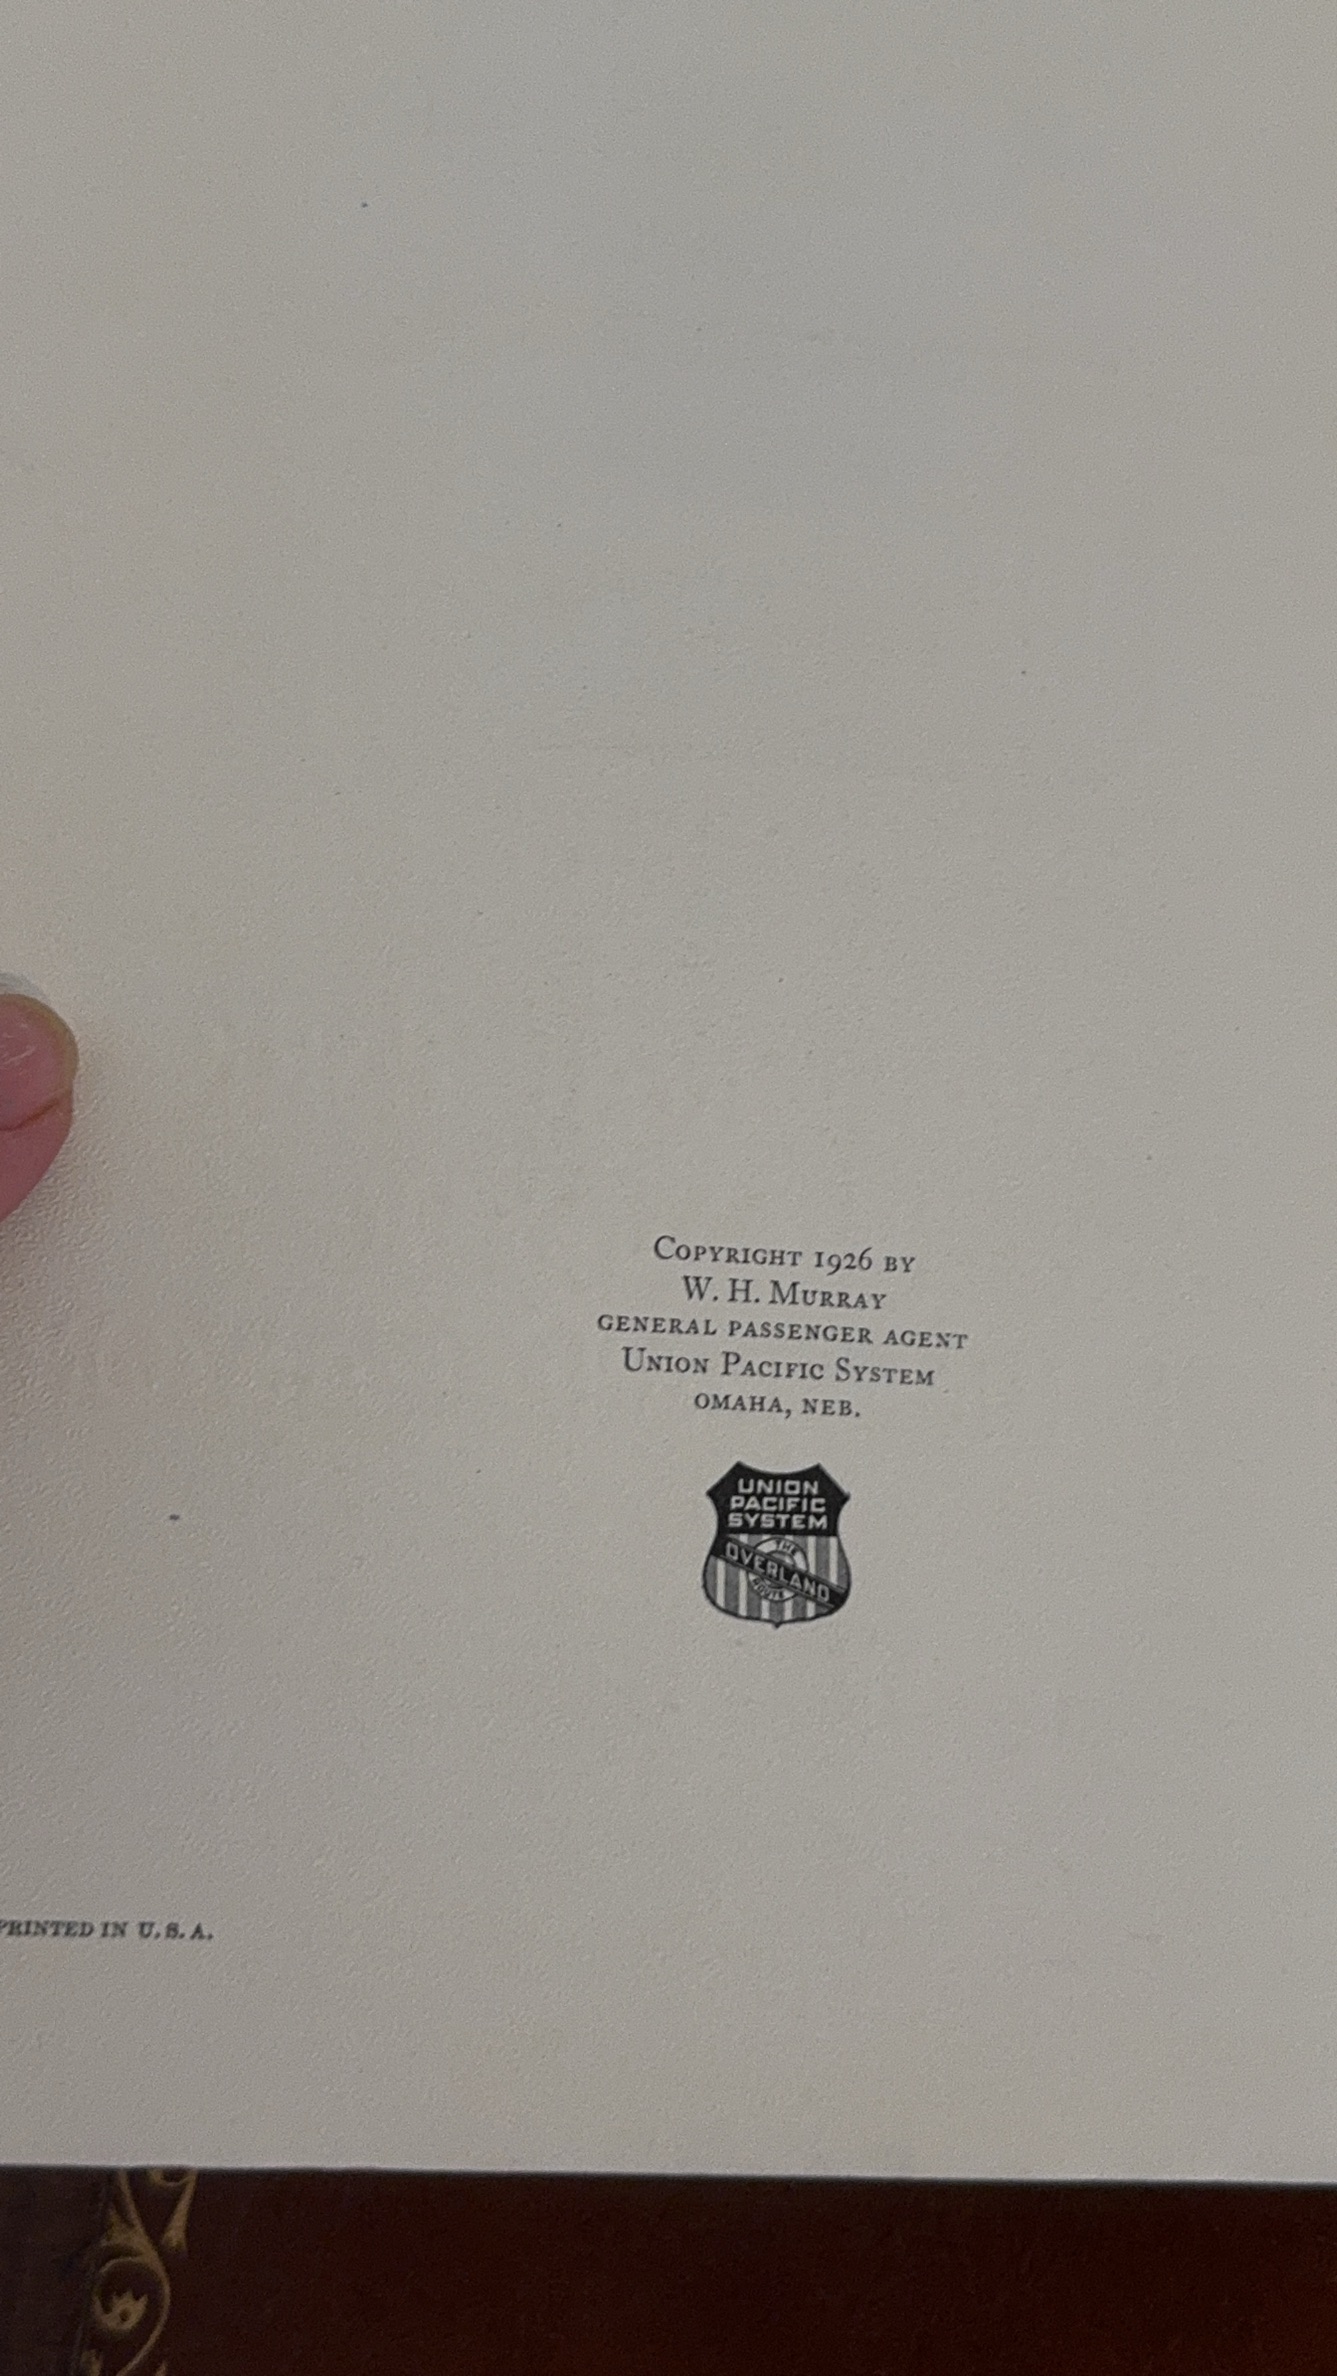 Copyright 1926 by
W. H. Murray
general passenger agent
Union Pacific System
omaha, neb.
UNION
PACIFIC
SYSTEM
THE
OVERLAND
ROUTE
PRINTED IN U. S. A.